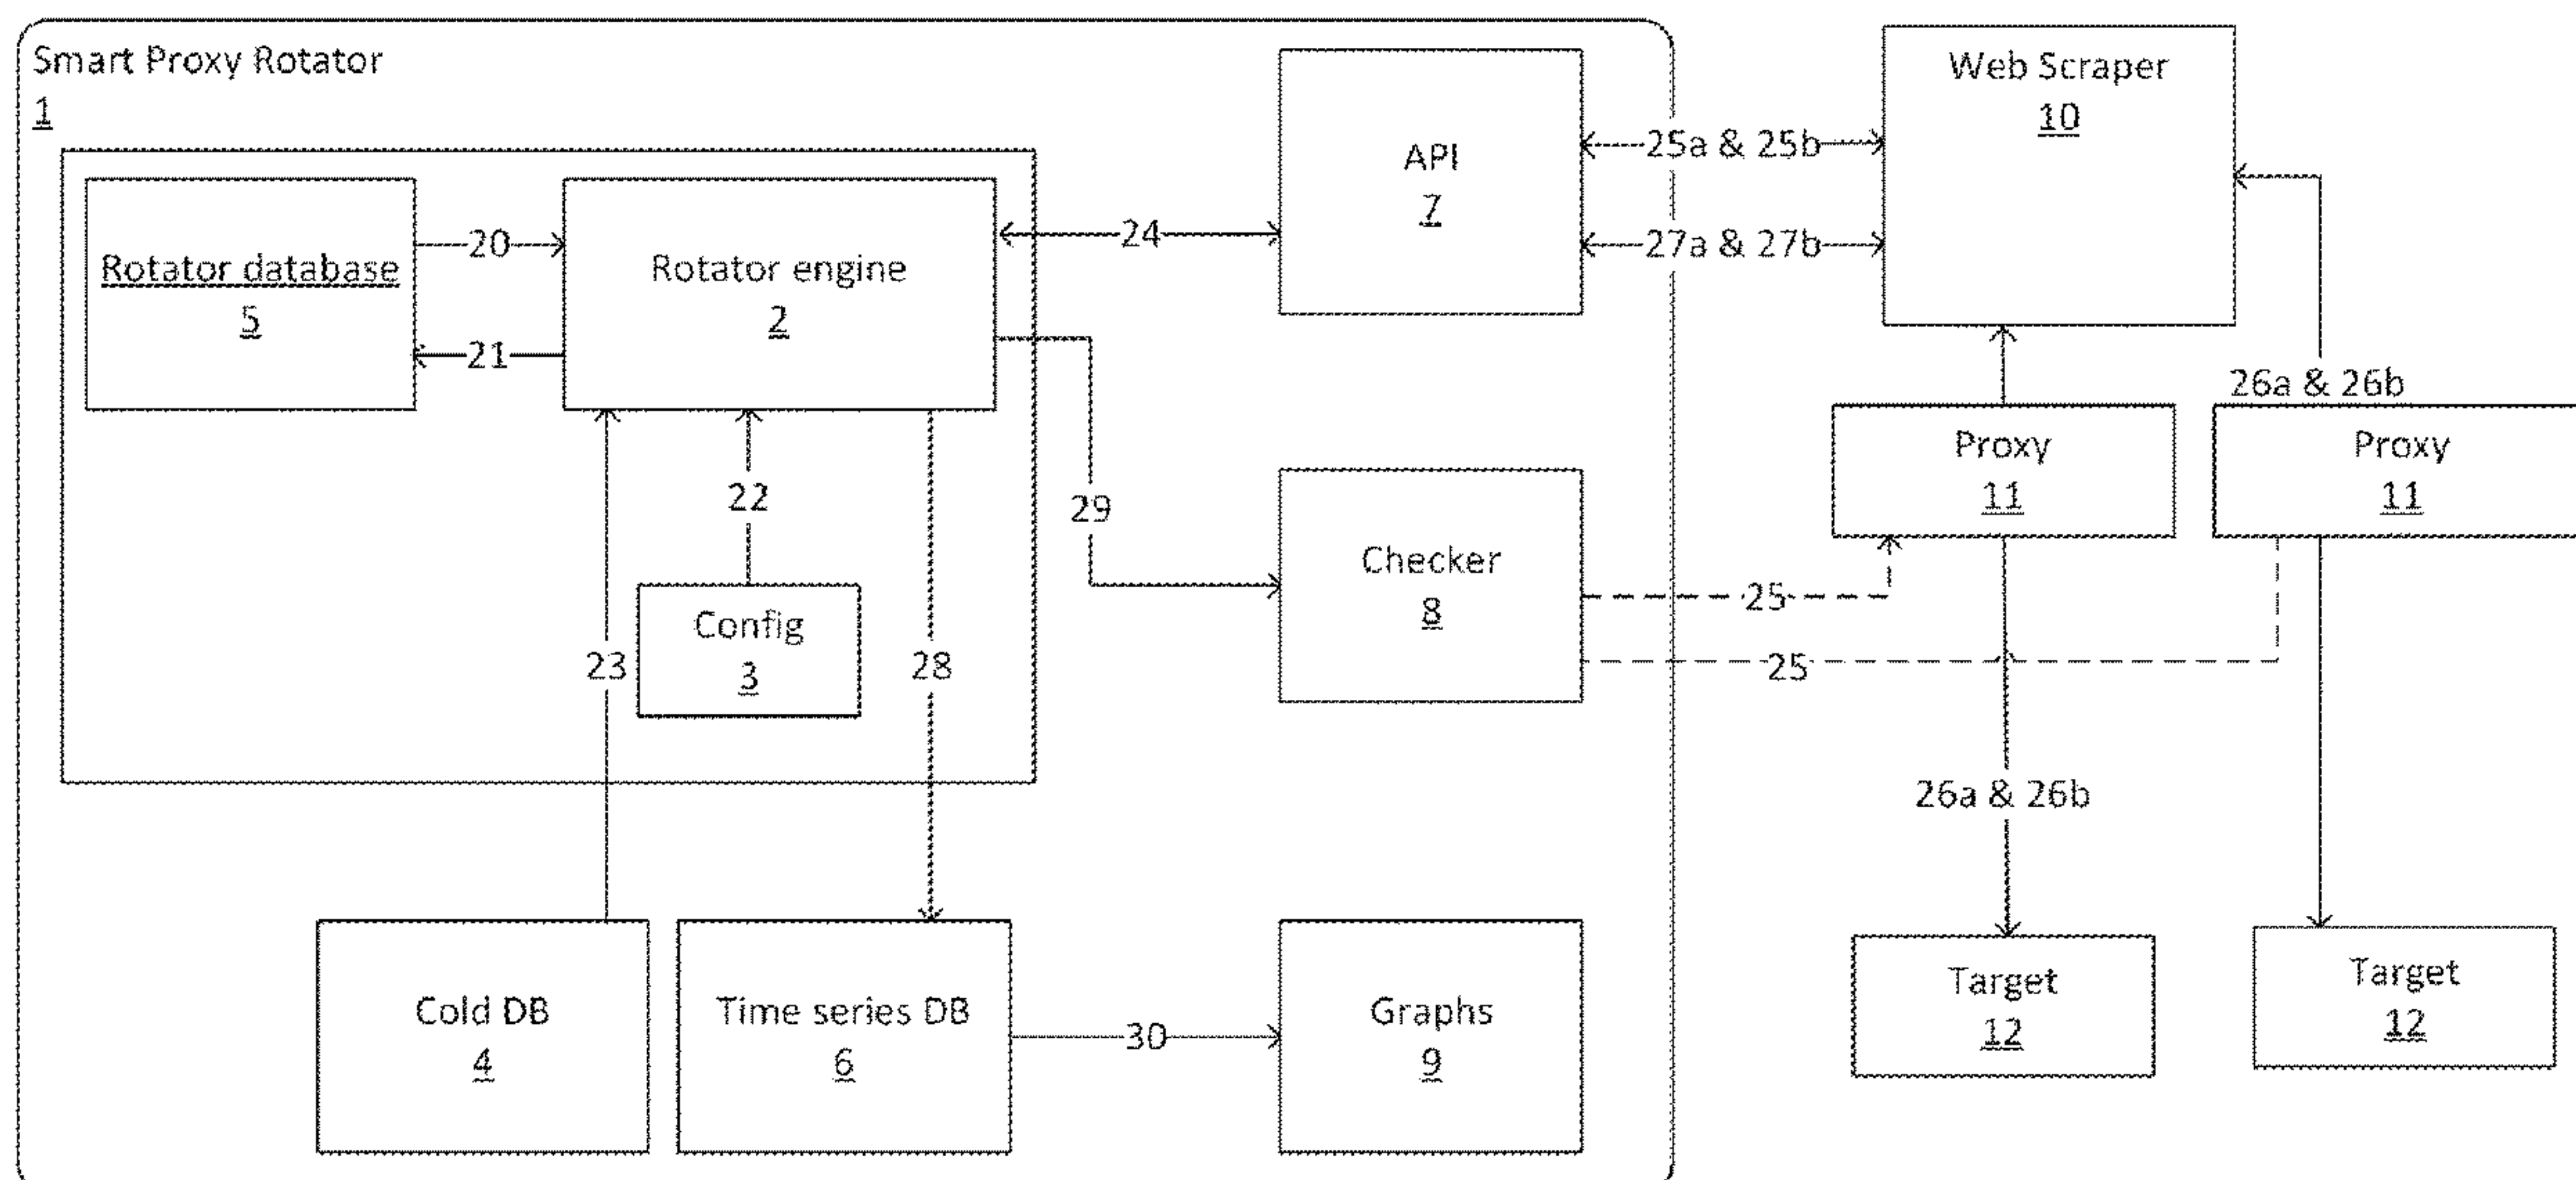 Smart Proxy Rotator
1
Rotator database
5
20
21
Rotator engine
2
22
Config
3
23
28
24
29
API
7
25a & 25b
27a & 27b
Web Scraper
10
26a & 26b
Proxy
11
Proxy
11
Checker
8
25
25
26a & 26b
Cold DB
4
Time series DB
6
30
Graphs
9
Target
12
Target
12